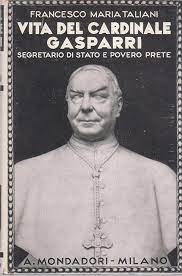 FRANCESCO MARIA TALIANI
VITA DEL CARDINALE
GASPARRI
SEGRETARIO DI STATO E POVERO PRETE
A. MONDADORI - MILANO